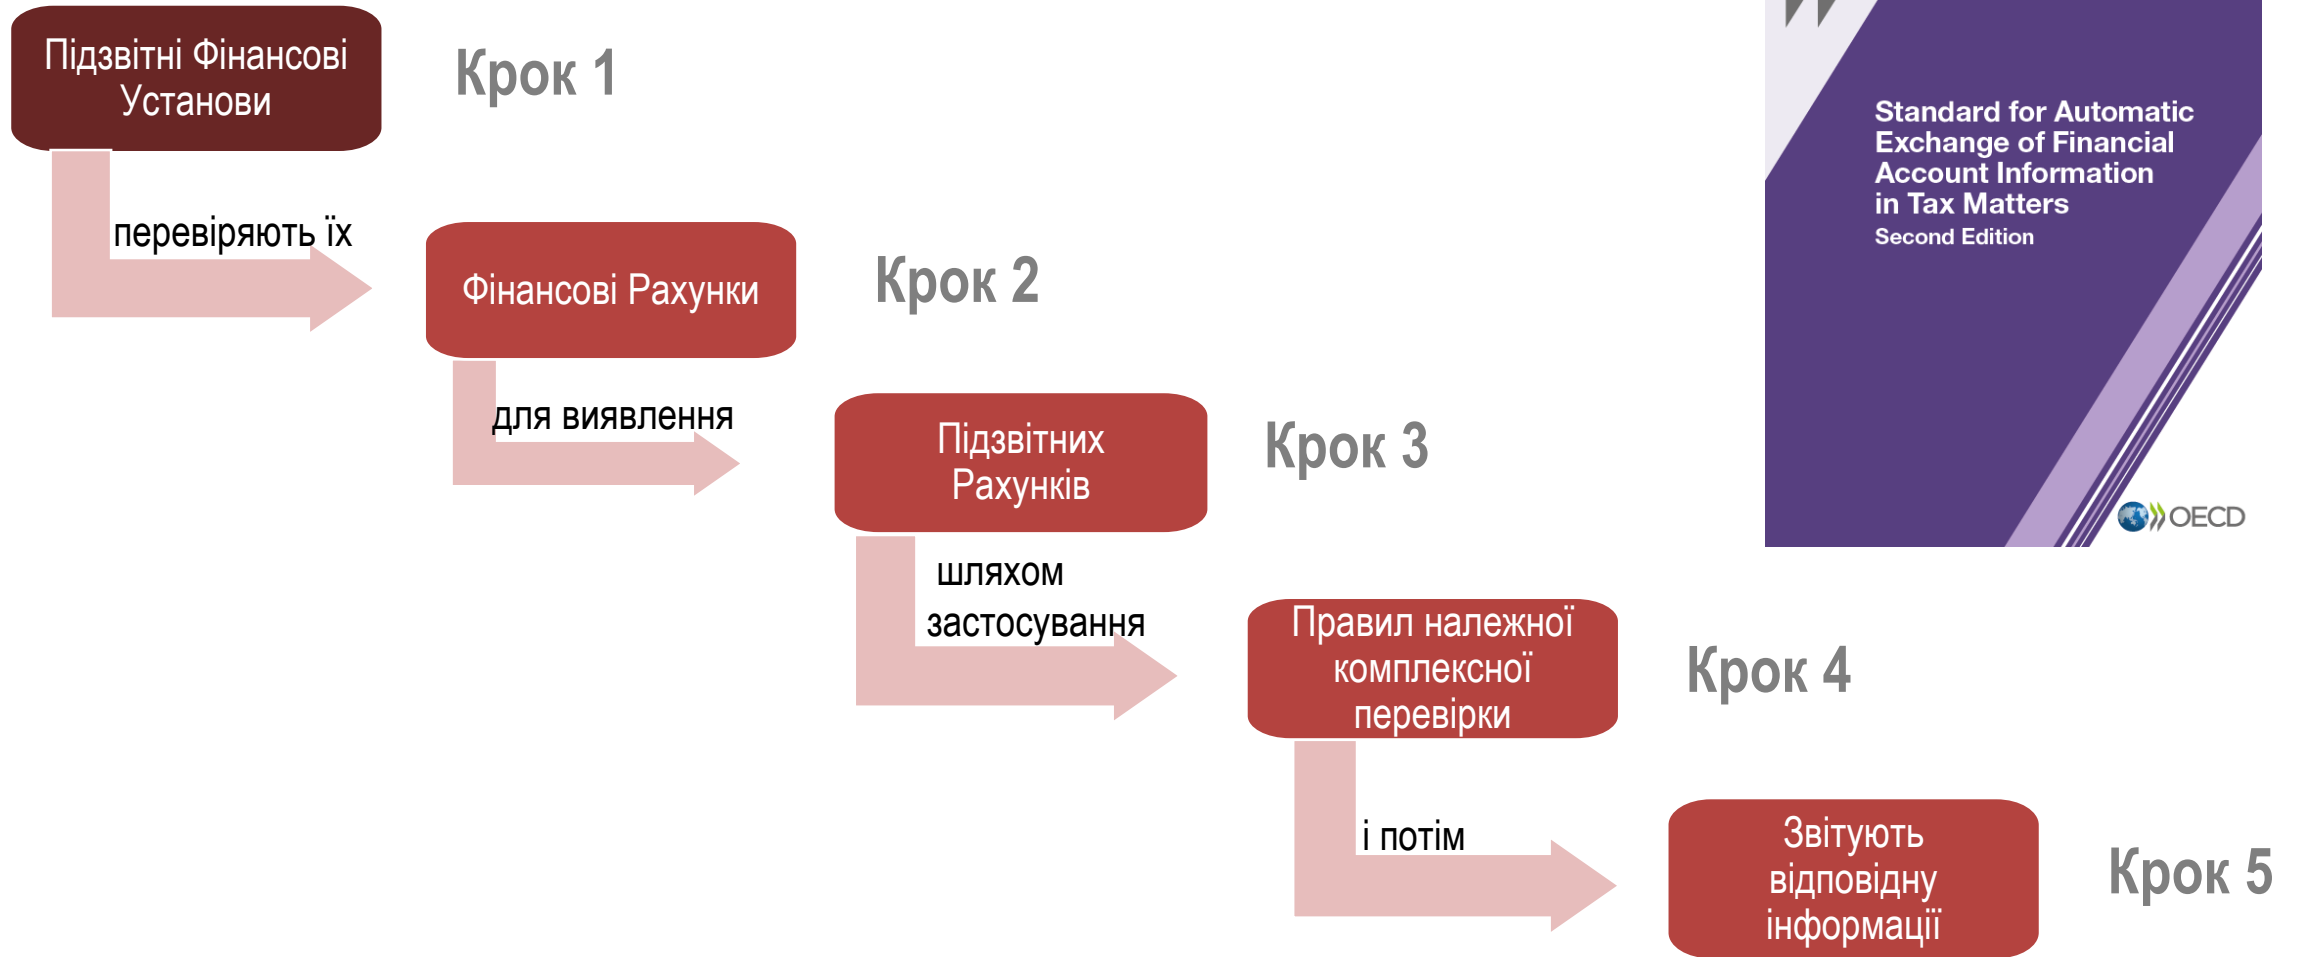 Підзвітні Фінансові
Установи
Крок 1
перевіряють їх
Фінансові Рахунки
Крок 2
для виявлення
Підзвітних
Рахунків
Крок 3
шляхом
застосування
Правил належної
комплексної
перевірки
Крок 4
і потім
Звітують
відповідну
інформації
Крок 5
Standard for Automatic
Exchange of Financial
Account Information
in Tax Matters
Second Edition
OECD